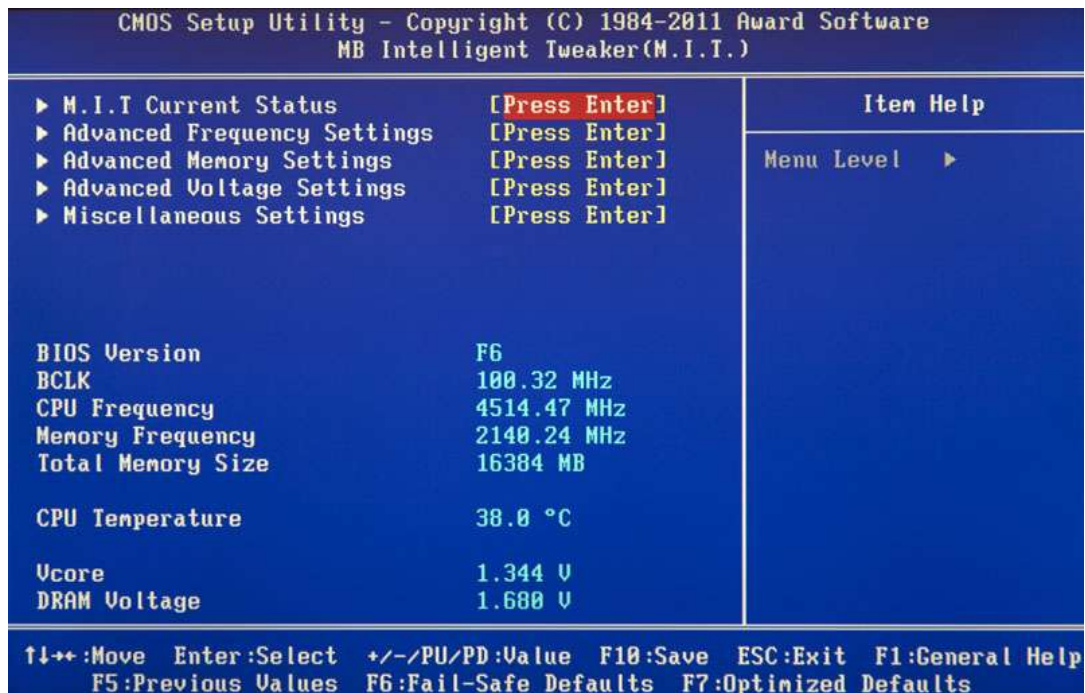 CMOS Setup Utility - Copyright (C) 1984-2011 Award Software
MB Intelligent Tweaker(M.I.T.)
▶ M.I.T Current Status [Press Enter]
▶ Advanced Frequency Settings [Press Enter]
▶ Advanced Memory Settings [Press Enter]
▶ Advanced Voltage Settings [Press Enter]
▶ Miscellaneous Settings [Press Enter]
Item Help
Menu Level ▶
BIOS Version F6
BCLK 100.32 MHz
CPU Frequency 4514.47 MHz
Memory Frequency 2140.24 MHz
Total Memory Size 16384 MB
CPU Temperature 38.0 °C
Vcore 1.344 V
DRAM Voltage 1.680 V
↑↓→←:Move Enter:Select +/-/PU/PD:Value F10:Save ESC:Exit F1:General Help
F5:Previous Values F6:Fail-Safe Defaults F7:Optimized Defaults